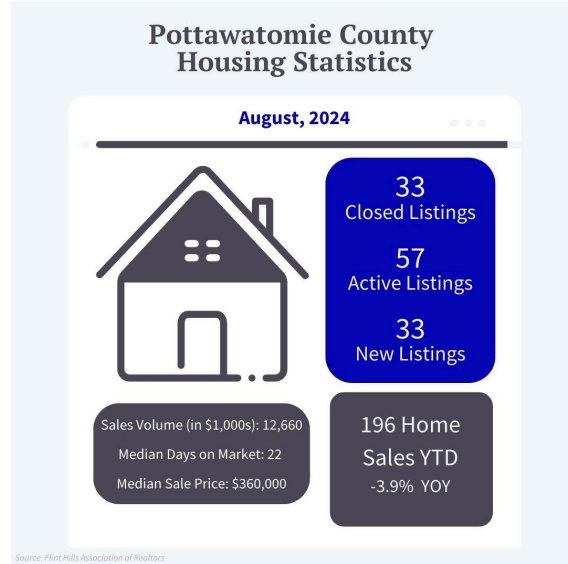 Pottawatomie County
Housing Statistics
August, 2024
33
Closed Listings
57
Active Listings
33
New Listings
Sales Volume (in $1,000s): 12,660
Median Days on Market: 22
Median Sale Price: $360,000
196 Home
Sales YTD
-3.9% YOY
Source: Flint Hills Association of Realtors